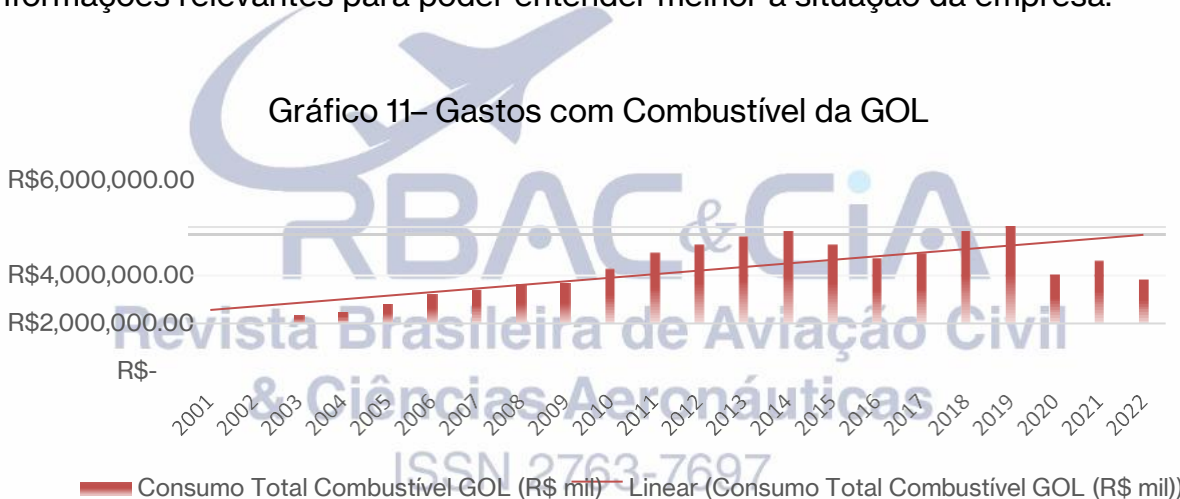 nformações relevantes para poder entender melhor a situação da empresa.
Gráfico 11– Gastos com Combustível da GOL
RBAC&CiA
Revista Brasileira de Aviação Civil
& Ciências Aeronáuticas
ISSN 2763-7697
R$6,000,000.00
R$4,000,000.00
R$2,000,000.00
R$-
2001 2002 2003 2004 2005 2006 2007 2008 2009 2010 2011 2012 2013 2014 2015 2016 2017 2018 2019 2020 2021 2022
Consumo Total Combustível GOL (R$ mil) Linear (Consumo Total Combustível GOL (R$ mil))